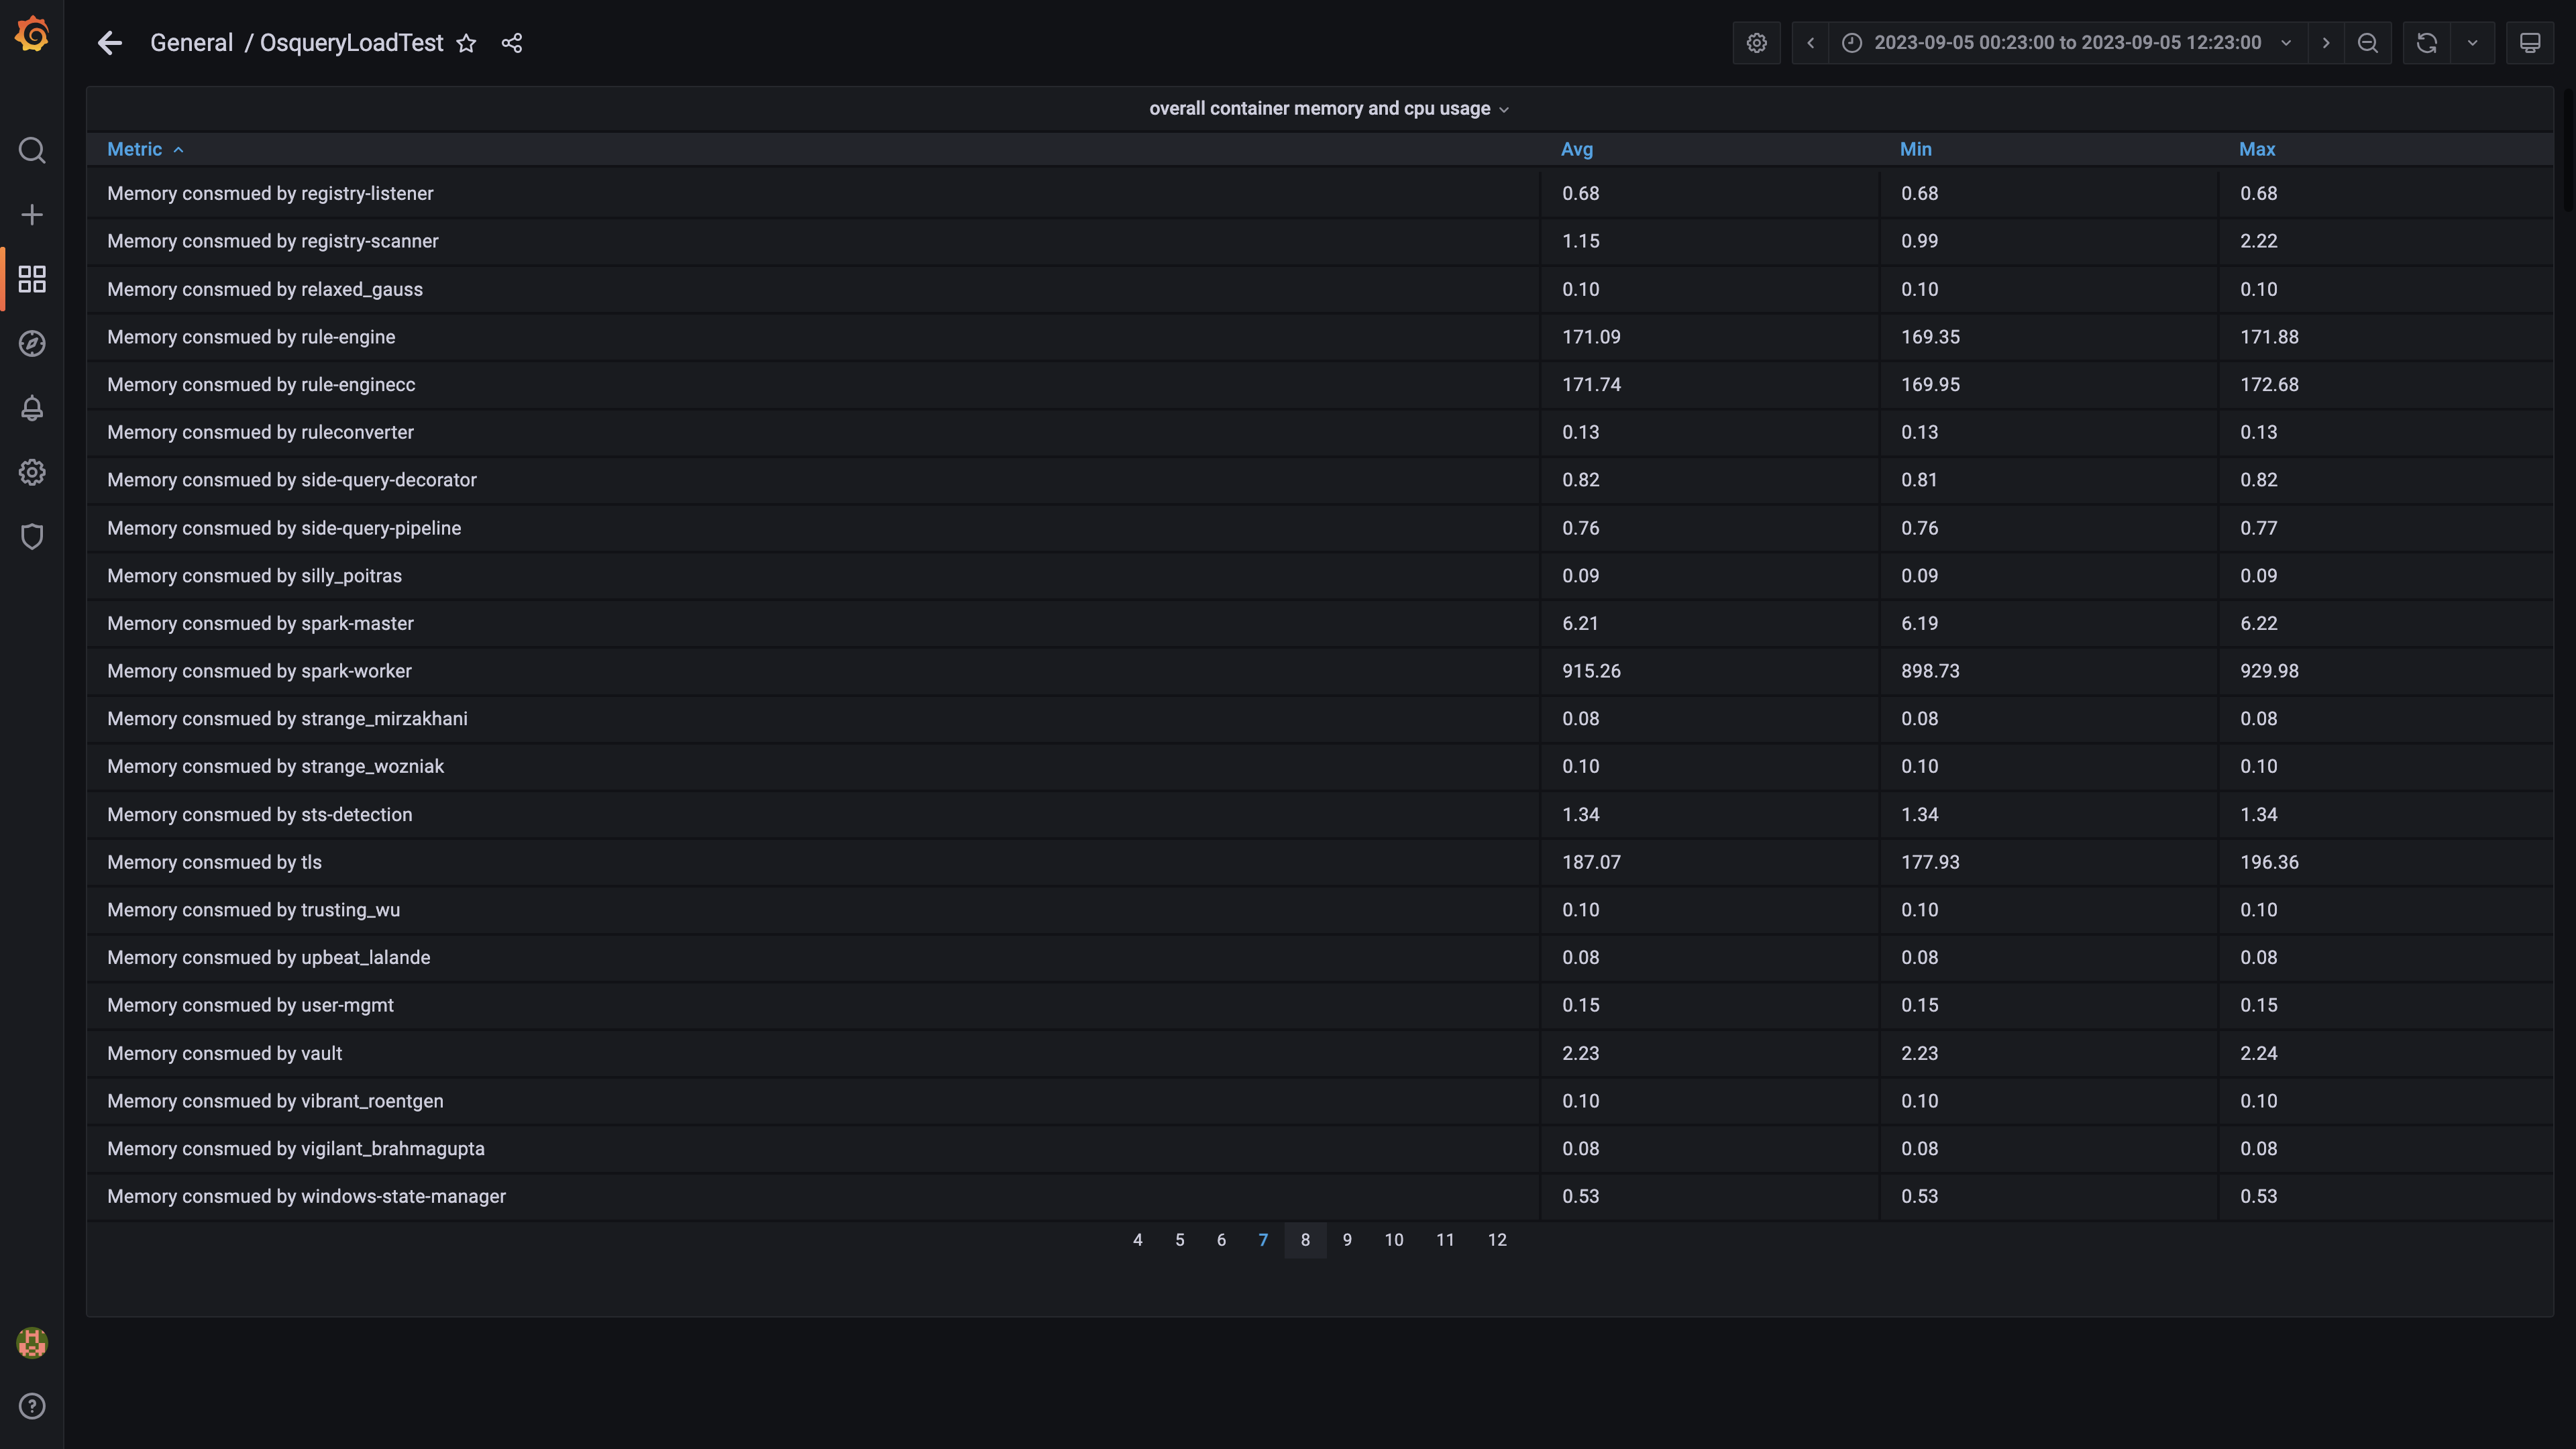 General / OsqueryLoadTest
2023-09-05 00:23:00 to 2023-09-05 12:23:00
overall container memory and cpu usage
Metric Avg Min Max
Memory consmued by registry-listener 0.68 0.68 0.68
Memory consmued by registry-scanner 1.15 0.99 2.22
Memory consmued by relaxed_gauss 0.10 0.10 0.10
Memory consmued by rule-engine 171.09 169.35 171.88
Memory consmued by rule-enginecc 171.74 169.95 172.68
Memory consmued by ruleconverter 0.13 0.13 0.13
Memory consmued by side-query-decorator 0.82 0.81 0.82
Memory consmued by side-query-pipeline 0.76 0.76 0.77
Memory consmued by silly_poitras 0.09 0.09 0.09
Memory consmued by spark-master 6.21 6.19 6.22
Memory consmued by spark-worker 915.26 898.73 929.98
Memory consmued by strange_mirzakhani 0.08 0.08 0.08
Memory consmued by strange_wozniak 0.10 0.10 0.10
Memory consmued by sts-detection 1.34 1.34 1.34
Memory consmued by tls 187.07 177.93 196.36
Memory consmued by trusting_wu 0.10 0.10 0.10
Memory consmued by upbeat_lalande 0.08 0.08 0.08
Memory consmued by user-mgmt 0.15 0.15 0.15
Memory consmued by vault 2.23 2.23 2.24
Memory consmued by vibrant_roentgen 0.10 0.10 0.10
Memory consmued by vigilant_brahmagupta 0.08 0.08 0.08
Memory consmued by windows-state-manager 0.53 0.53 0.53
4 5 6 7 8 9 10 11 12